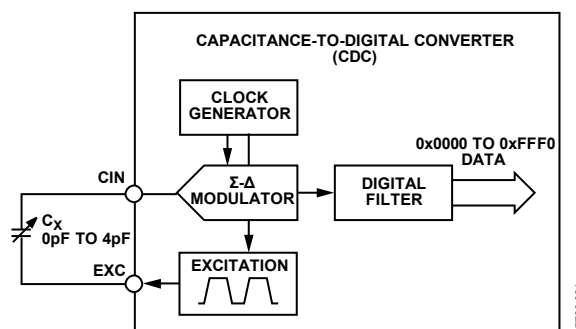 CAPACITANCE-TO-DIGITAL CONVERTER
(CDC)
CLOCK
GENERATOR
0x0000 TO 0xFFF0
DATA
CIN
Σ-Δ
MODULATOR
DIGITAL
FILTER
CX
0pF TO 4pF
EXC
EXCITATION